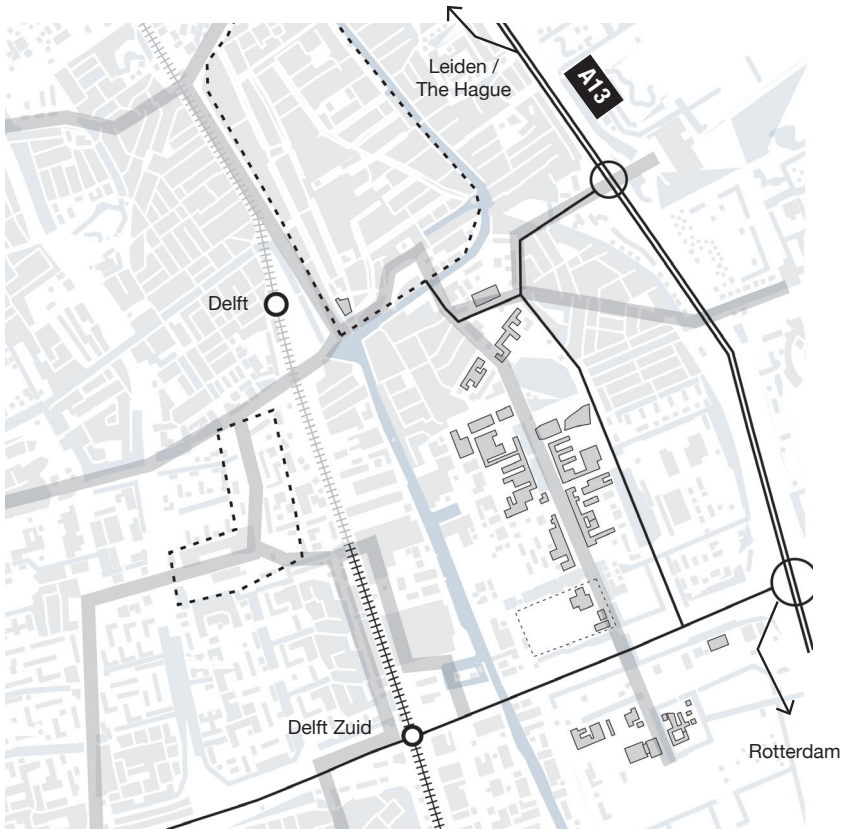 Leiden /
The Hague
A13
Delft
Delft Zuid
Rotterdam